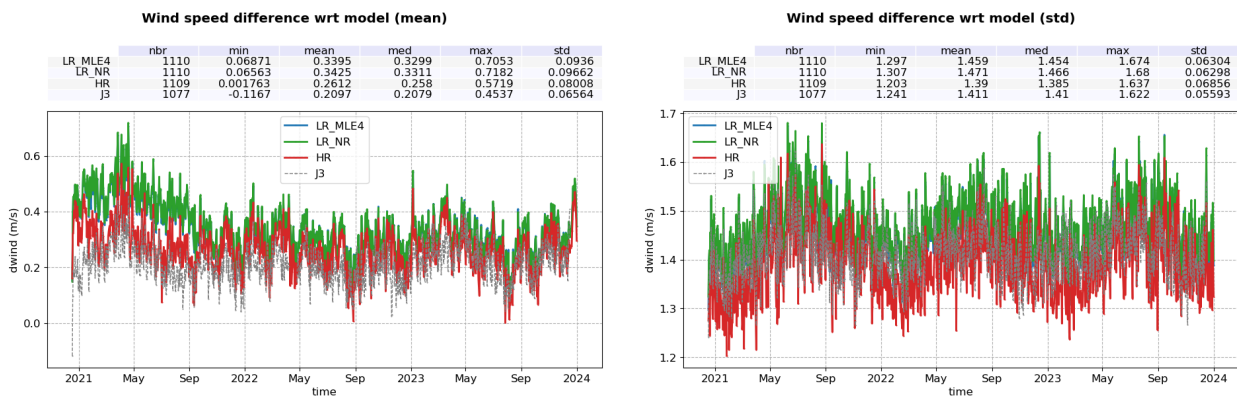 Wind speed difference wrt model (mean)
nbr min mean med max std
LR_MLE4 1110 0.06871 0.3395 0.3299 0.7053 0.0936
LR_NR 1110 0.06563 0.3425 0.3311 0.7182 0.09662
HR 1109 0.001763 0.2612 0.258 0.5719 0.08008
J3 1077 -0.1167 0.2097 0.2079 0.4537 0.06564
LR_MLE4
LR_NR
HR
J3
0.6
0.4
0.2
0.0
dwind (m/s)
2021 May Sep 2022 May Sep 2023 May Sep 2024
time
Wind speed difference wrt model (std)
nbr min mean med max std
LR_MLE4 1110 1.297 1.459 1.454 1.674 0.06304
LR_NR 1110 1.307 1.471 1.466 1.68 0.06298
HR 1109 1.203 1.39 1.385 1.637 0.06856
J3 1077 1.241 1.411 1.41 1.622 0.05593
LR_MLE4
LR_NR
HR
J3
1.7
1.6
1.5
1.4
1.3
1.2
dwind (m/s)
2021 May Sep 2022 May Sep 2023 May Sep 2024
time